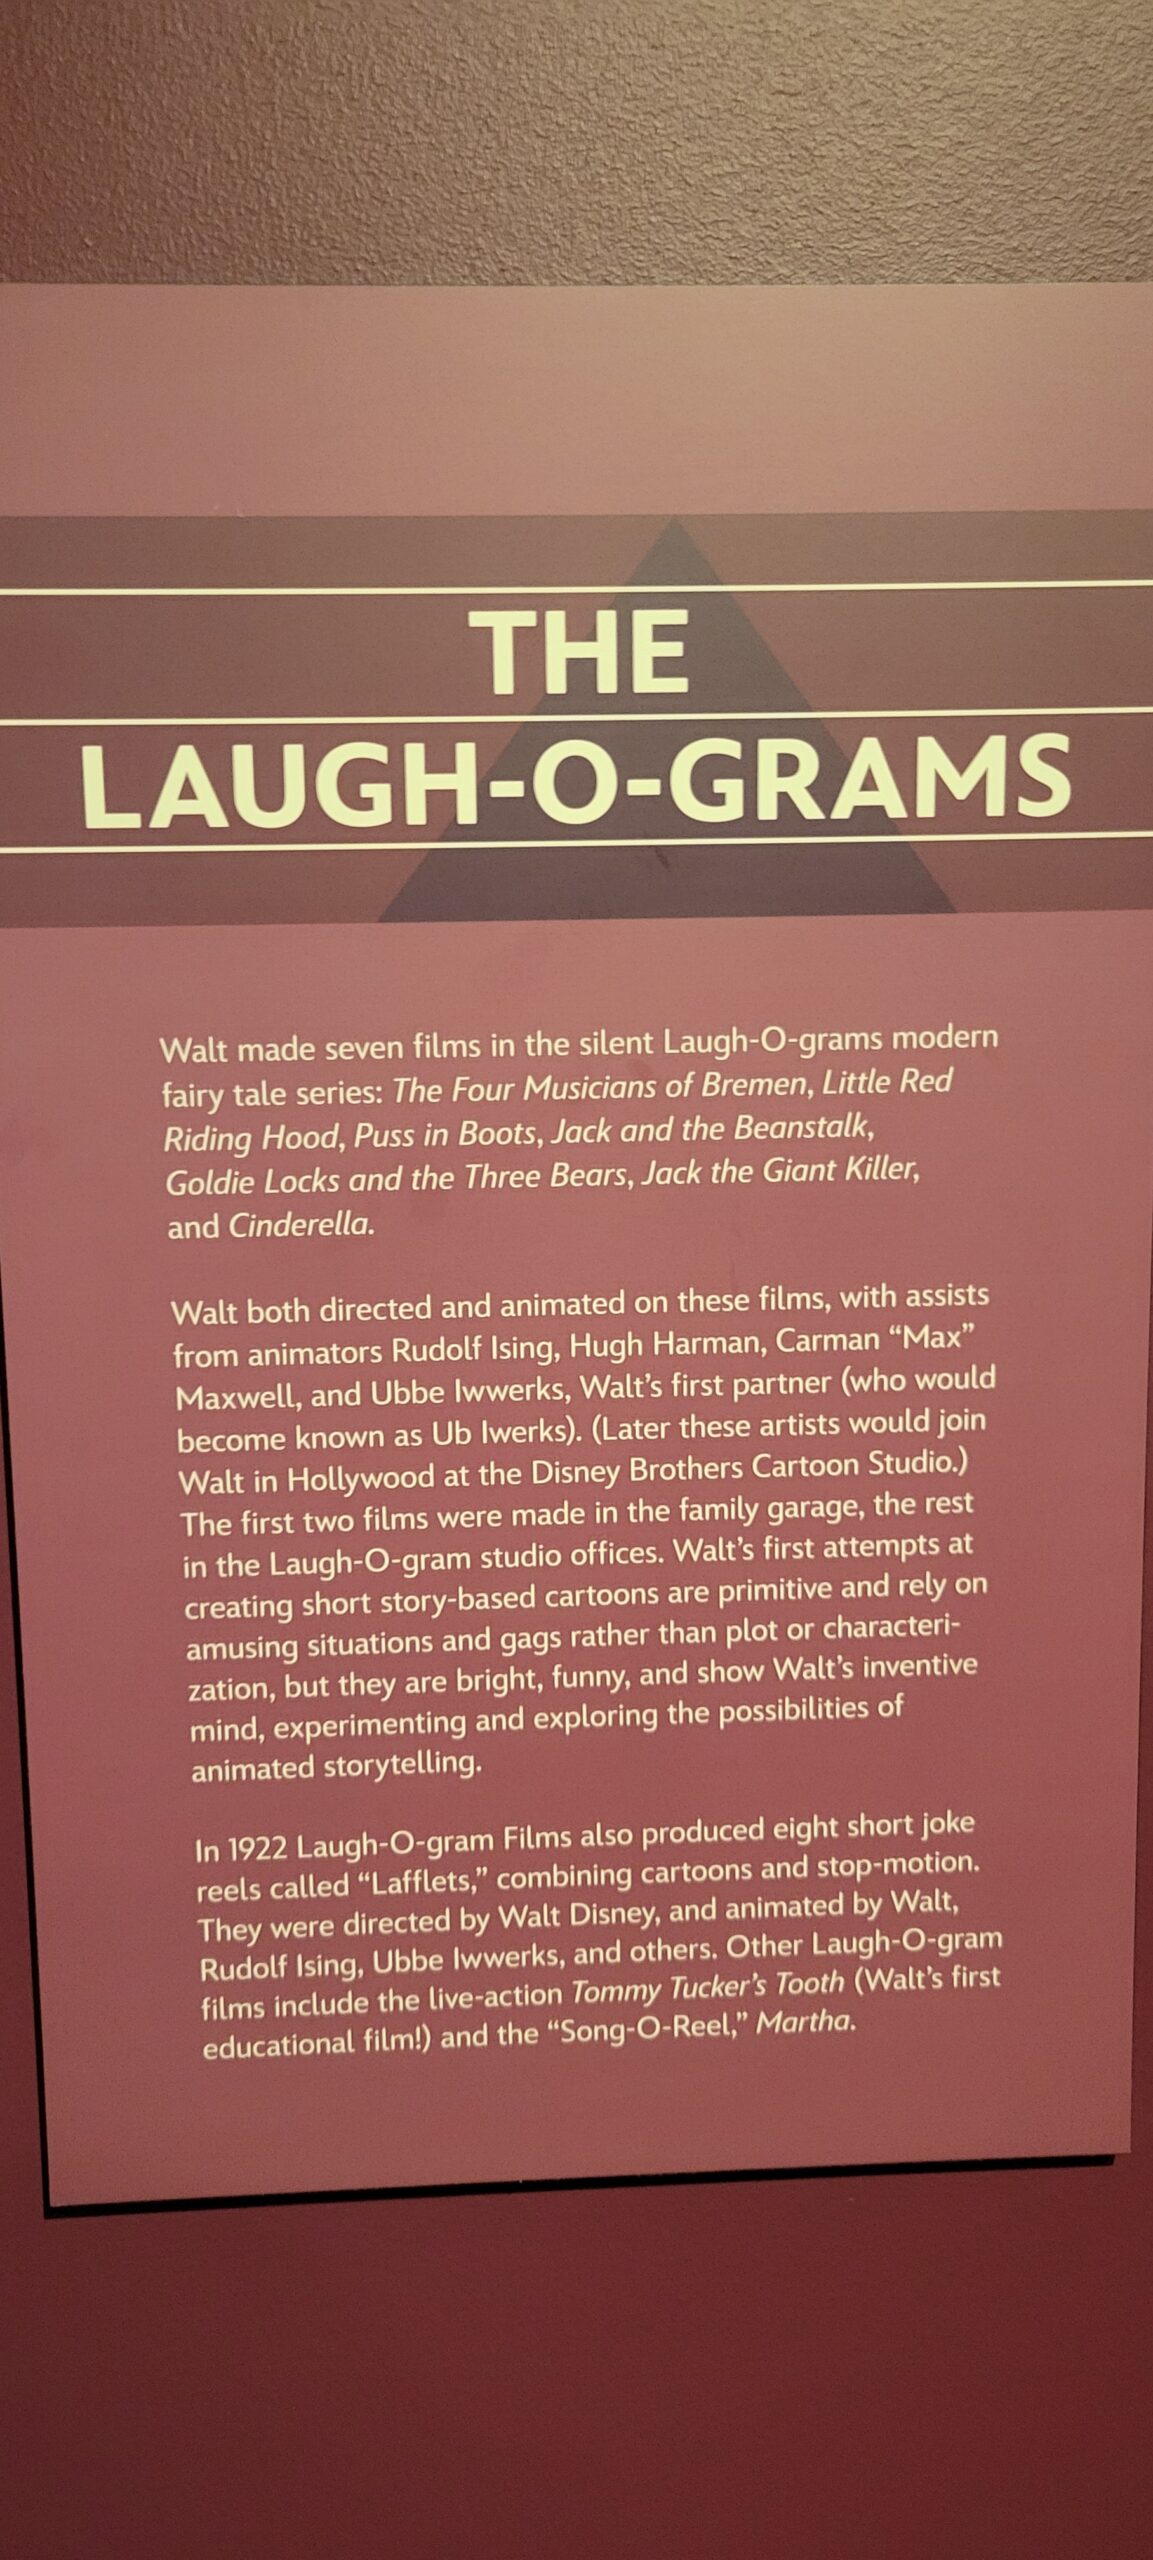 THE
LAUGH-O-GRAMS
Walt made seven films in the silent Laugh-O-grams modern
fairy tale series: The Four Musicians of Bremen, Little Red
Riding Hood, Puss in Boots, Jack and the Beanstalk,
Goldie Locks and the Three Bears, Jack the Giant Killer,
and Cinderella.
Walt both directed and animated on these films, with assists
from animators Rudolf Ising, Hugh Harman, Carman “Max”
Maxwell, and Ubbe Iwwerks, Walt’s first partner (who would
become known as Ub Iwerks). (Later these artists would join
Walt in Hollywood at the Disney Brothers Cartoon Studio.)
The first two films were made in the family garage, the rest
in the Laugh-O-gram studio offices. Walt’s first attempts at
creating short story-based cartoons are primitive and rely on
amusing situations and gags rather than plot or characteri-
zation, but they are bright, funny, and show Walt’s inventive
mind, experimenting and exploring the possibilities of
animated storytelling.
In 1922 Laugh-O-gram Films also produced eight short joke
reels called “Lafflets,” combining cartoons and stop-motion.
They were directed by Walt Disney, and animated by Walt,
Rudolf Ising, Ubbe Iwwerks, and others. Other Laugh-O-gram
films include the live-action Tommy Tucker’s Tooth (Walt’s first
educational film!) and the “Song-O-Reel,” Martha.